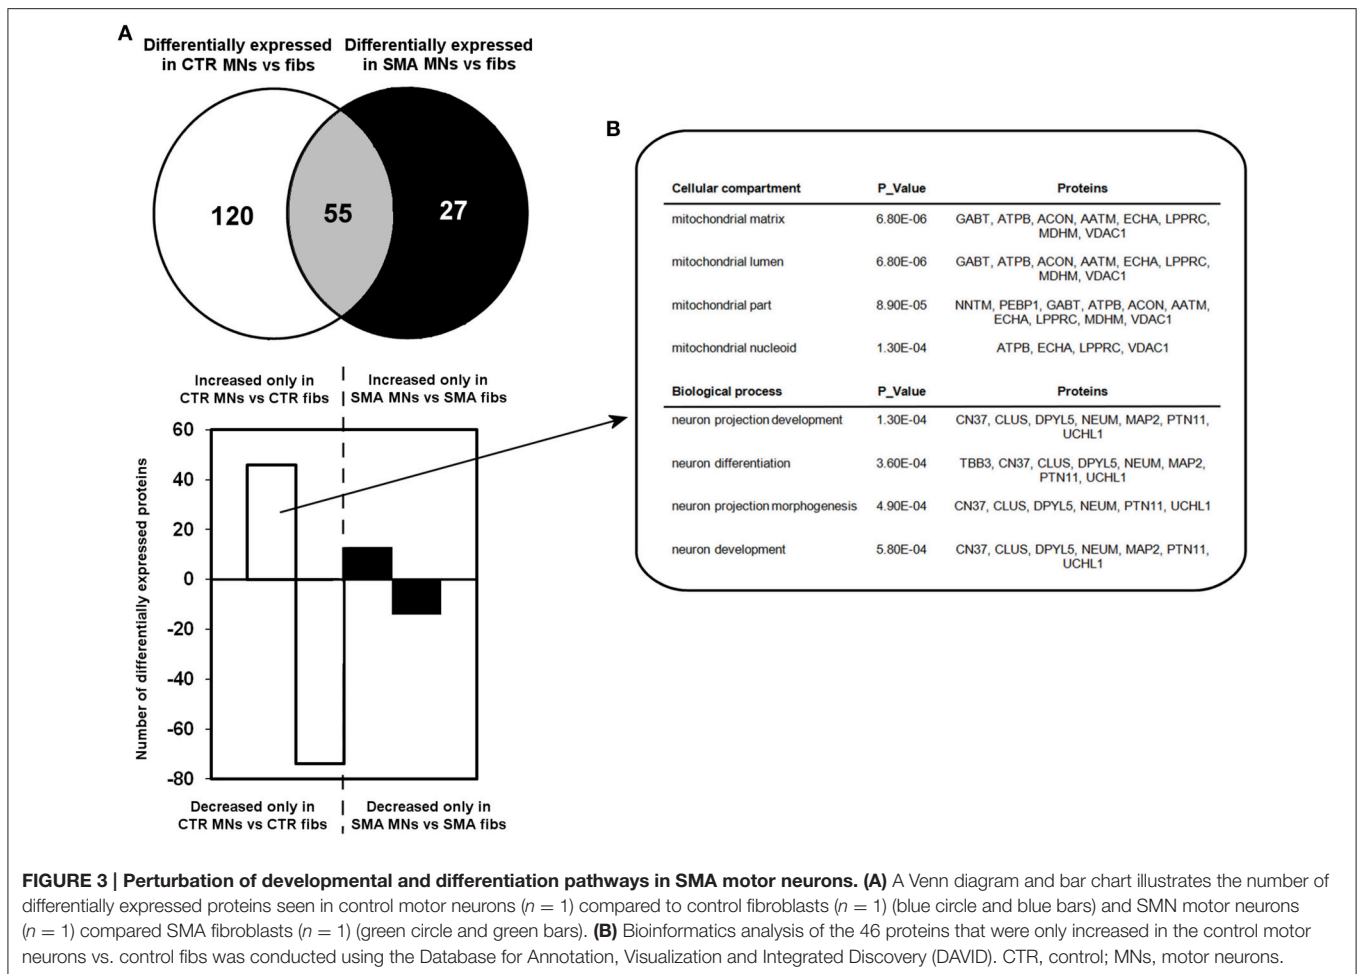 A
Differentially expressed
in CTR MNs vs fibs
Differentially expressed
in SMA MNs vs fibs
120
55
27
Increased only in
CTR MNs vs CTR fibs
Increased only in
SMA MNs vs SMA fibs
Number of differentially expressed proteins
60
40
20
0
-20
-40
-60
-80
Decreased only in
CTR MNs vs CTR fibs
Decreased only in
SMA MNs vs SMA fibs
B
Cellular compartment P_Value Proteins
mitochondrial matrix 6.80E-06 GABT, ATPB, ACON, AATM, ECHA, LPPRC,
MDHM, VDAC1
mitochondrial lumen 6.80E-06 GABT, ATPB, ACON, AATM, ECHA, LPPRC,
MDHM, VDAC1
mitochondrial part 8.90E-05 NNTM, PEBP1, GABT, ATPB, ACON, AATM,
ECHA, LPPRC, MDHM, VDAC1
mitochondrial nucleoid 1.30E-04 ATPB, ECHA, LPPRC, VDAC1
Biological process P_Value Proteins
neuron projection development 1.30E-04 CN37, CLUS, DPYL5, NEUM, MAP2, PTN11,
UCHL1
neuron differentiation 3.60E-04 TBB3, CN37, CLUS, DPYL5, NEUM, MAP2,
PTN11, UCHL1
neuron projection morphogenesis 4.90E-04 CN37, CLUS, DPYL5, NEUM, PTN11, UCHL1
neuron development 5.80E-04 CN37, CLUS, DPYL5, NEUM, MAP2, PTN11,
UCHL1
FIGURE 3 | Perturbation of developmental and differentiation pathways in SMA motor neurons. (A) A Venn diagram and bar chart illustrates the number of
differentially expressed proteins seen in control motor neurons (n = 1) compared to control fibroblasts (n = 1) (blue circle and blue bars) and SMN motor neurons
(n = 1) compared SMA fibroblasts (n = 1) (green circle and green bars). (B) Bioinformatics analysis of the 46 proteins that were only increased in the control motor
neurons vs. control fibs was conducted using the Database for Annotation, Visualization and Integrated Discovery (DAVID). CTR, control; MNs, motor neurons.